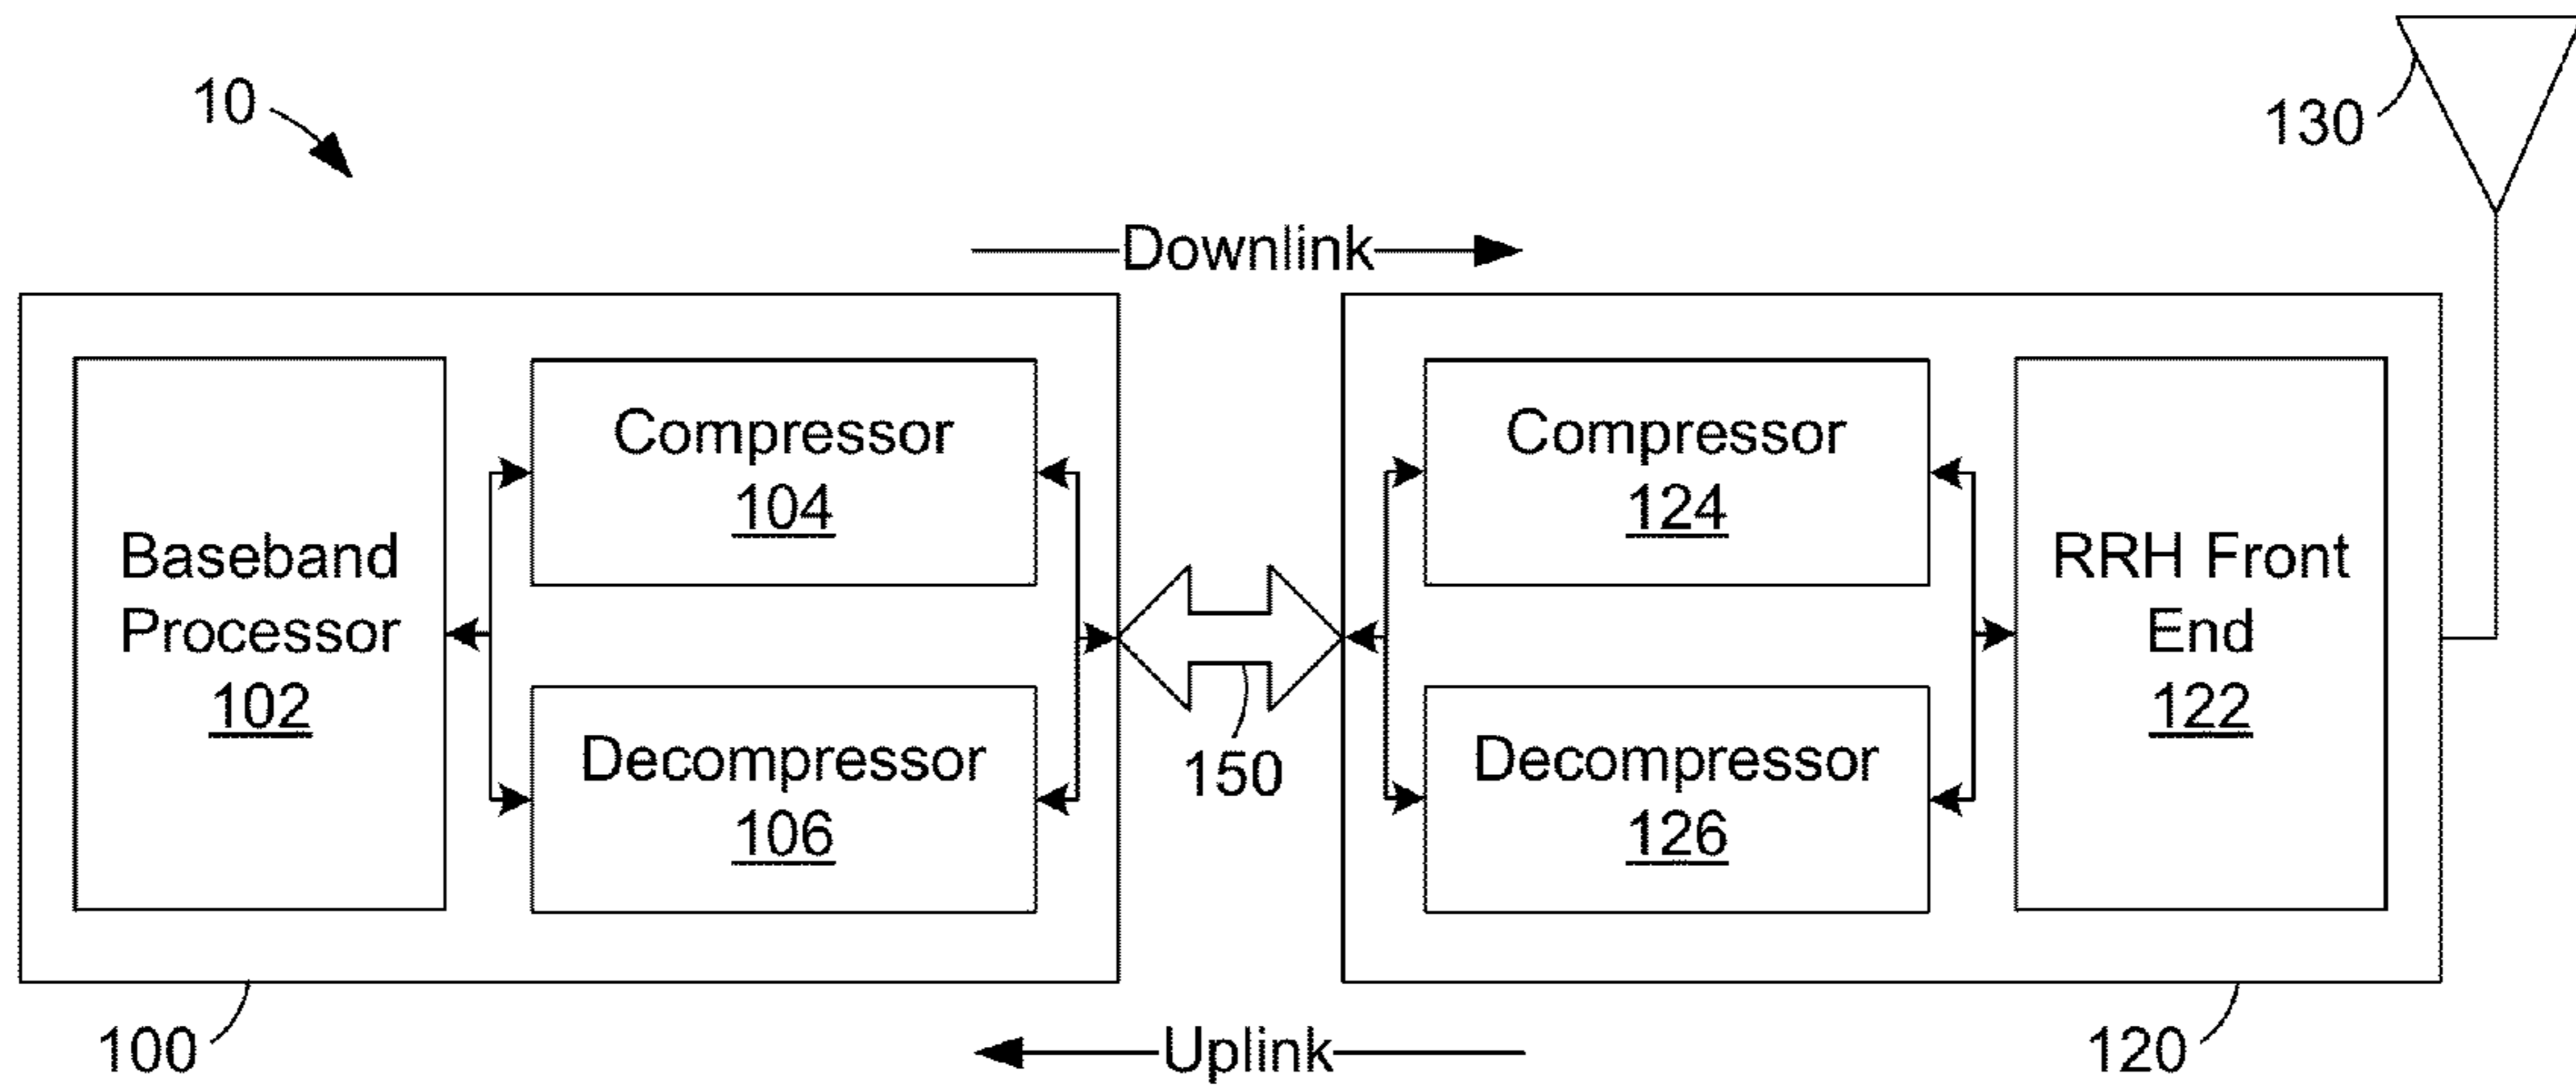 10
130
Downlink
Baseband
Processor
102
Compressor
104
Decompressor
106
150
Compressor
124
Decompressor
126
RRH Front
End
122
100
Uplink
120